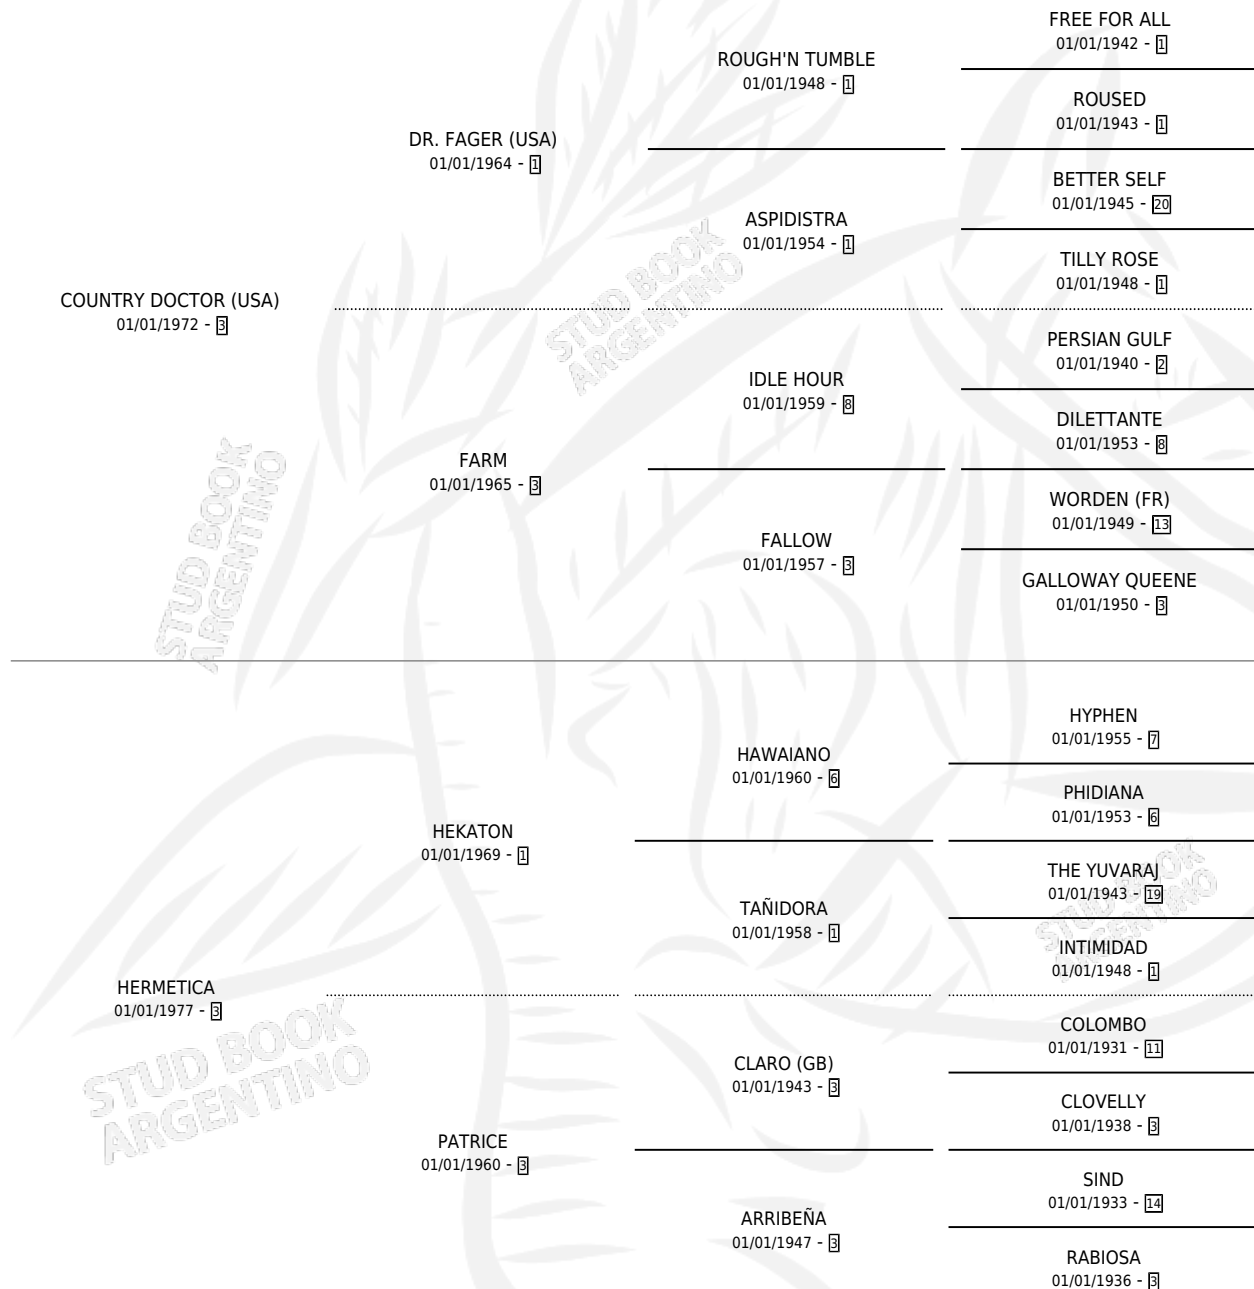 COUNTRY DOCTOR (USA)
01/01/1972 - 3
DR. FAGER (USA)
01/01/1964 - 1
FARM
01/01/1965 - 3
ROUGH'N TUMBLE
01/01/1948 - 1
ASPIDISTRA
01/01/1954 - 1
IDLE HOUR
01/01/1959 - 8
FALLOW
01/01/1957 - 3
FREE FOR ALL
01/01/1942 - 1
ROUSED
01/01/1943 - 1
BETTER SELF
01/01/1945 - 20
TILLY ROSE
01/01/1948 - 1
PERSIAN GULF
01/01/1940 - 2
DILETTANTE
01/01/1953 - 8
WORDEN (FR)
01/01/1949 - 13
GALLOWAY QUEENE
01/01/1950 - 3
HERMETICA
01/01/1977 - 3
HEKATON
01/01/1969 - 1
PATRICE
01/01/1960 - 3
HAWAIANO
01/01/1960 - 6
TAÑIDORA
01/01/1958 - 1
CLARO (GB)
01/01/1943 - 3
ARRIBEÑA
01/01/1947 - 3
HYPHEN
01/01/1955 - 7
PHIDIANA
01/01/1953 - 6
THE YUVARAJ
01/01/1943 - 19
INTIMIDAD
01/01/1948 - 1
COLOMBO
01/01/1931 - 11
CLOVELLY
01/01/1938 - 3
SIND
01/01/1933 - 14
RABIOSA
01/01/1936 - 3
STUD BOOK
ARGENTINO
STUD BOOK
ARGENTINO
STUD BOOK
ARGENTINO
STUD BOOK
ARGENTINO